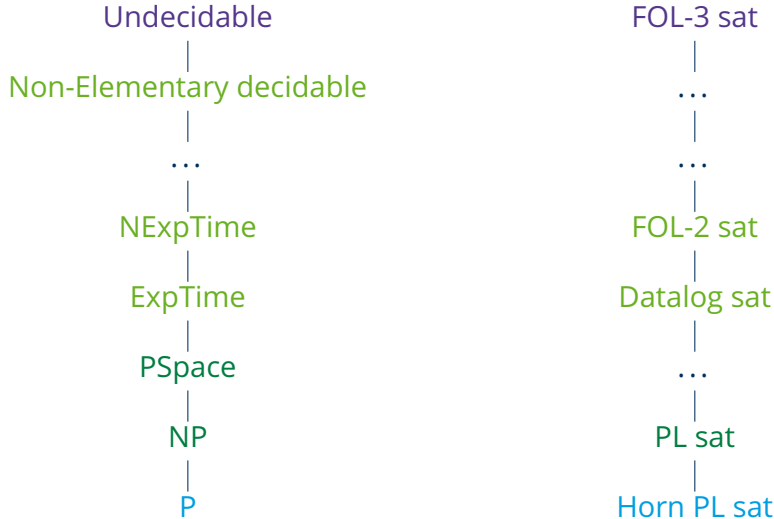 Undecidable FOL-3 sat
Non-Elementary decidable ...
... ...
NExpTime FOL-2 sat
ExpTime Datalog sat
PSpace ...
NP PL sat
P Horn PL sat